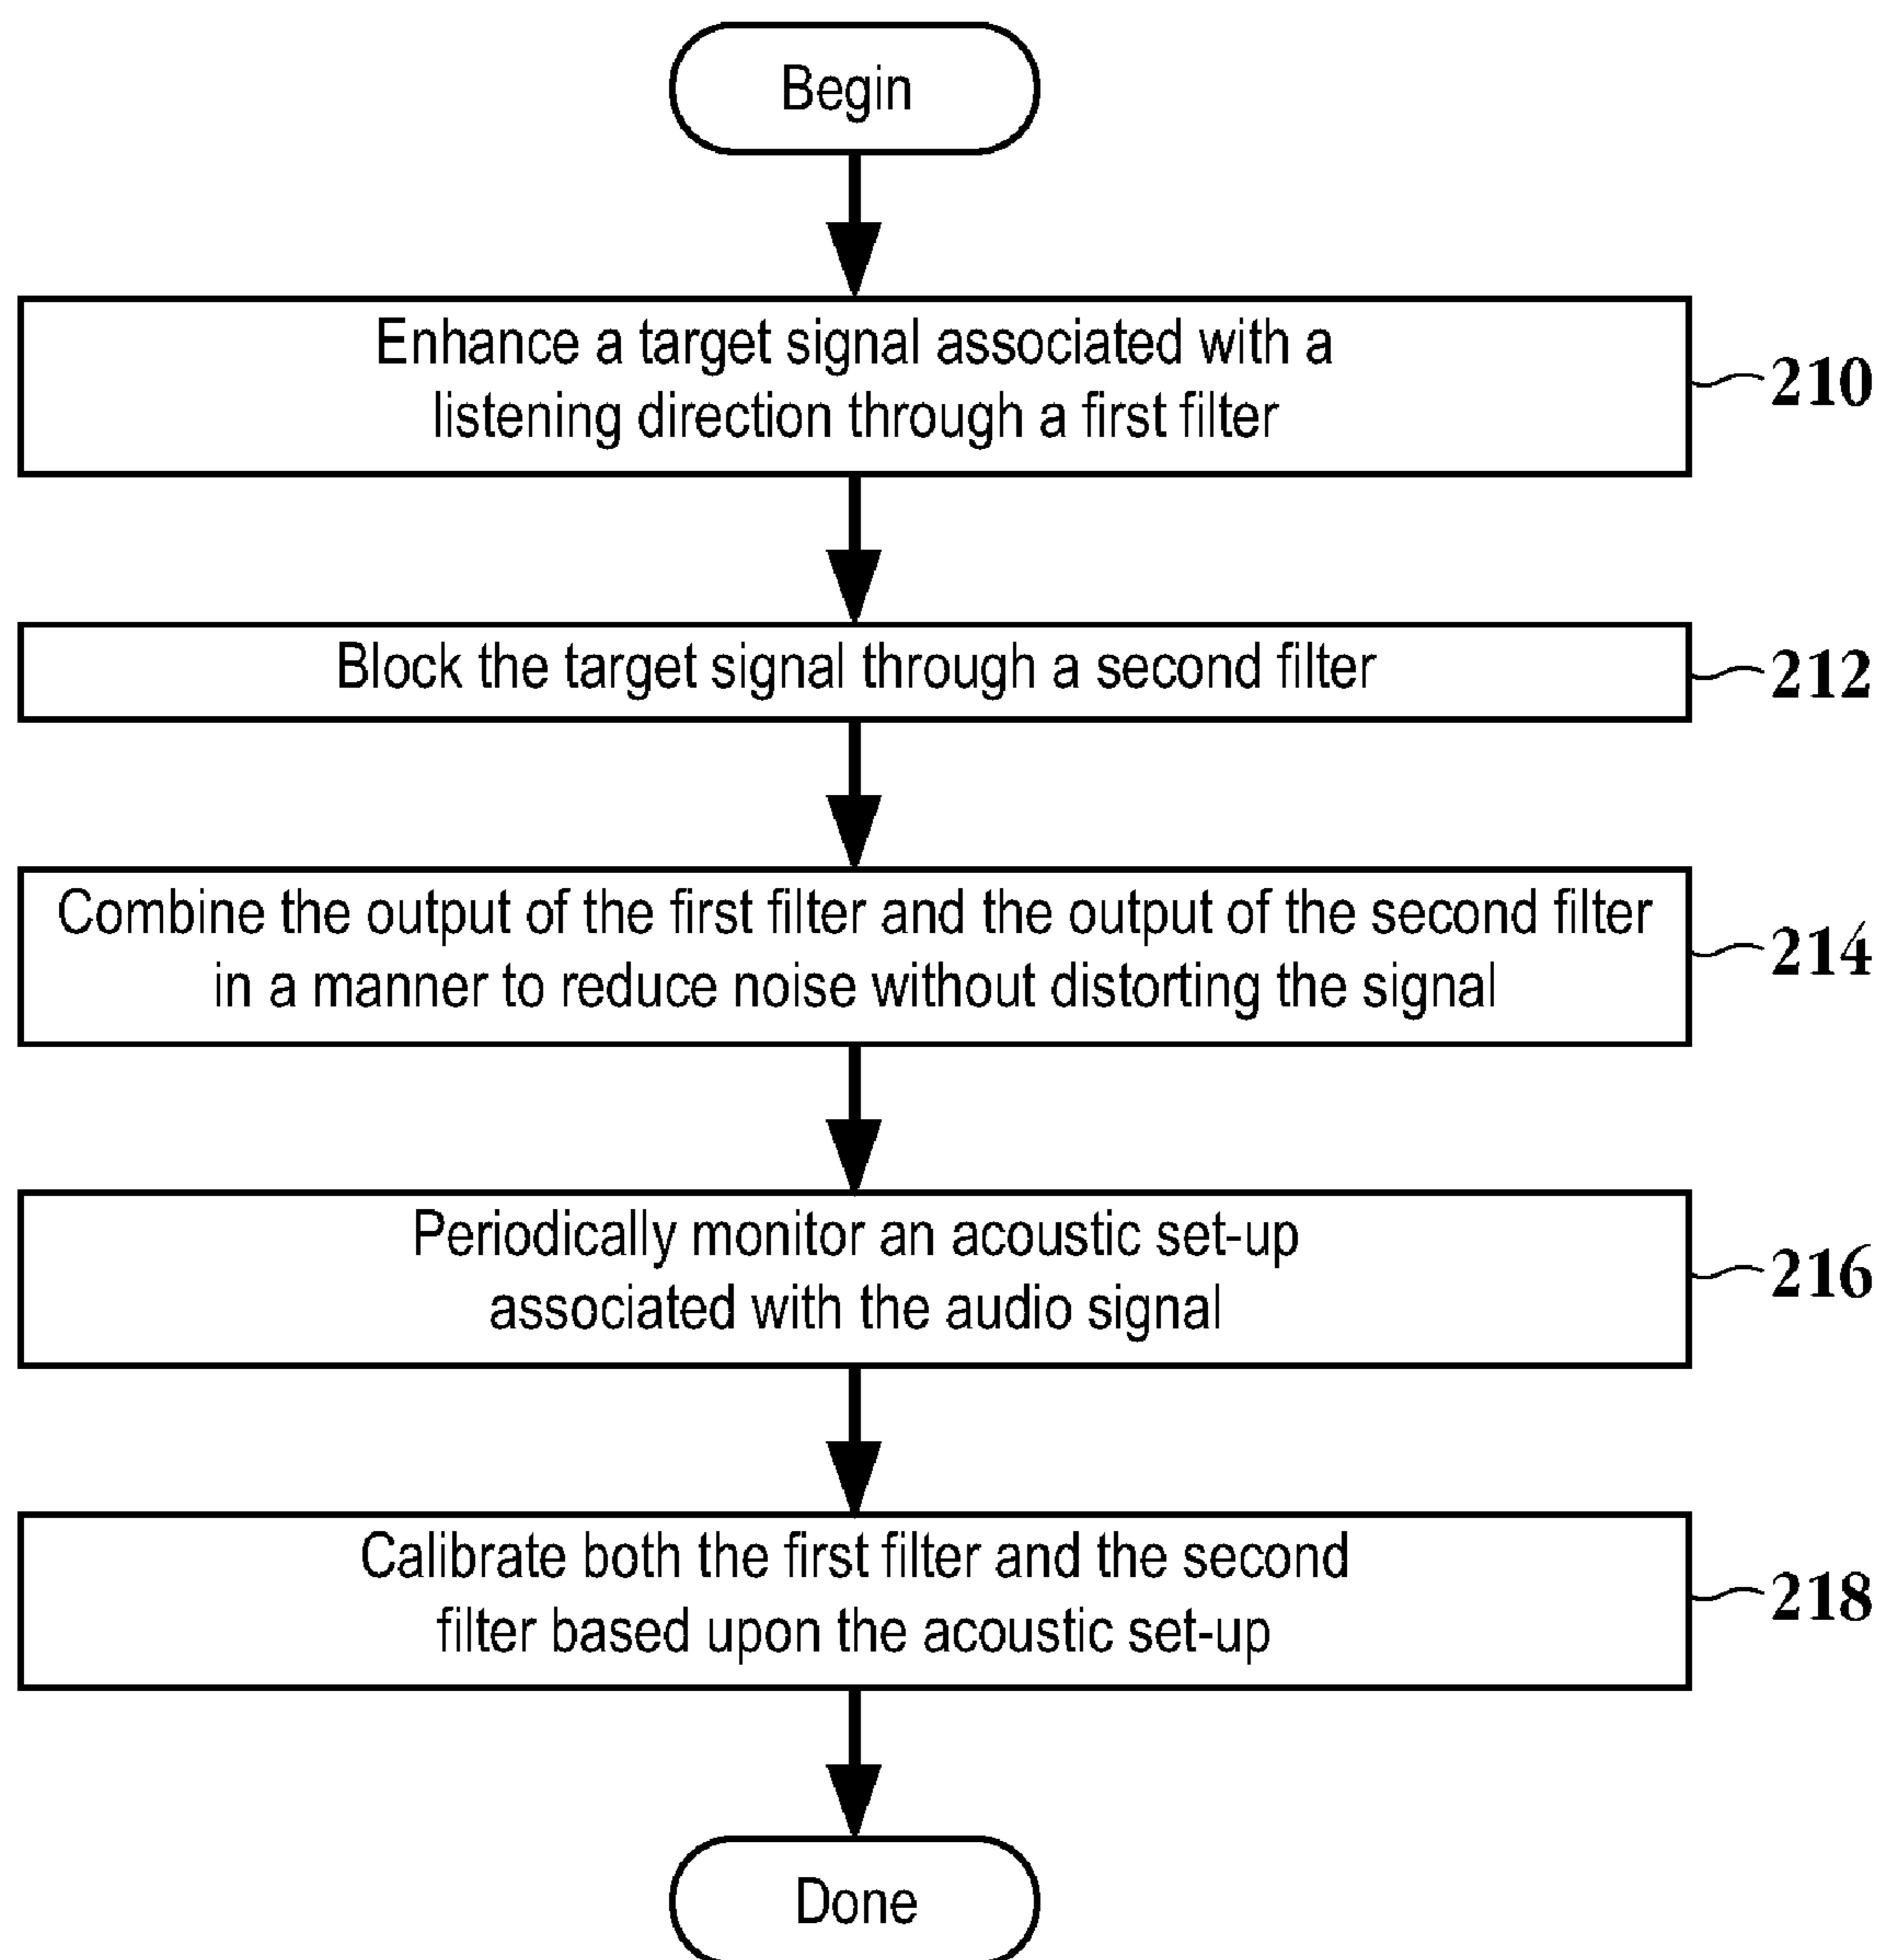 Begin
Enhance a target signal associated with a
listening direction through a first filter
210
Block the target signal through a second filter
212
Combine the output of the first filter and the output of the second filter
in a manner to reduce noise without distorting the signal
214
Periodically monitor an acoustic set-up
associated with the audio signal
216
Calibrate both the first filter and the second
filter based upon the acoustic set-up
218
Done